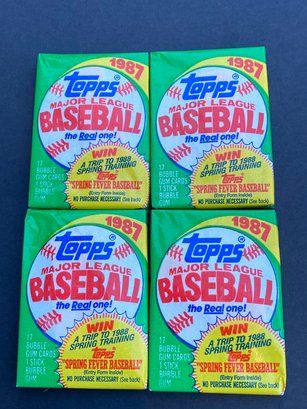 1987
Topps®
MAJOR LEAGUE
BASEBALL
the Real one!
17
BUBBLE
GUM CARDS
1 STICK
BUBBLE
WIN
A TRIP TO 1988
SPRING TRAINING
Topps
"SPRING FEVER BASEBALL"
(Entry Form Inside)
NO PURCHASE NECESSARY (See back)
1987
Topps®
MAJOR LEAGUE
BASEBALL
the Real one!
17
BUBBLE
GUM CARDS
1 STICK
BUBBLE
WIN
A TRIP TO 1988
SPRING TRAINING
Topps
"SPRING FEVER BASEBALL"
(Entry Form Inside)
NO PURCHASE NECESSARY (See back)
1987
Topps®
MAJOR LEAGUE
BASEBALL
the Real one!
17
BUBBLE
GUM CARDS
1 STICK
BUBBLE
GUM
WIN
A TRIP TO 1988
SPRING TRAINING
Topps
"SPRING FEVER BASEBALL"
(Entry Form Inside)
NO PURCHASE NECESSARY (See back)
1987
Topps®
MAJOR LEAGUE
BASEBALL
the Real one!
17
BUBBLE
GUM CARDS
1 STICK
BUBBLE
GUM
WIN
A TRIP TO 1988
SPRING TRAINING
Topps
"SPRING FEVER BASEBALL"
(Entry Form Inside)
NO PURCHASE NECESSARY (See back)